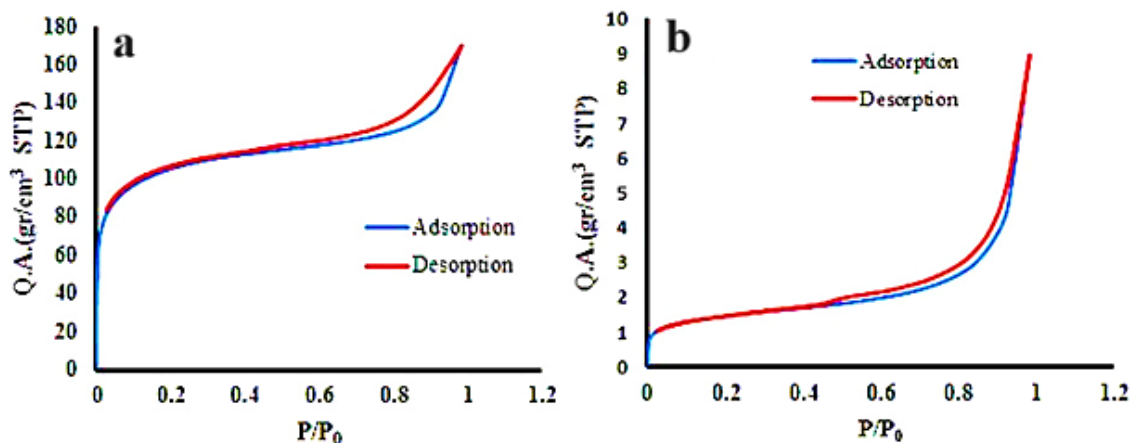 a
Q.A.(gr/cm³ STP)
180
160
140
120
100
80
60
40
20
0
Adsorption
Desorption
0 0.2 0.4 0.6 0.8 1 1.2
P/P₀
b
Q.A.(gr/cm³ STP)
10
9
8
7
6
5
4
3
2
1
0
Adsorption
Desorption
0 0.2 0.4 0.6 0.8 1 1.2
P/P₀